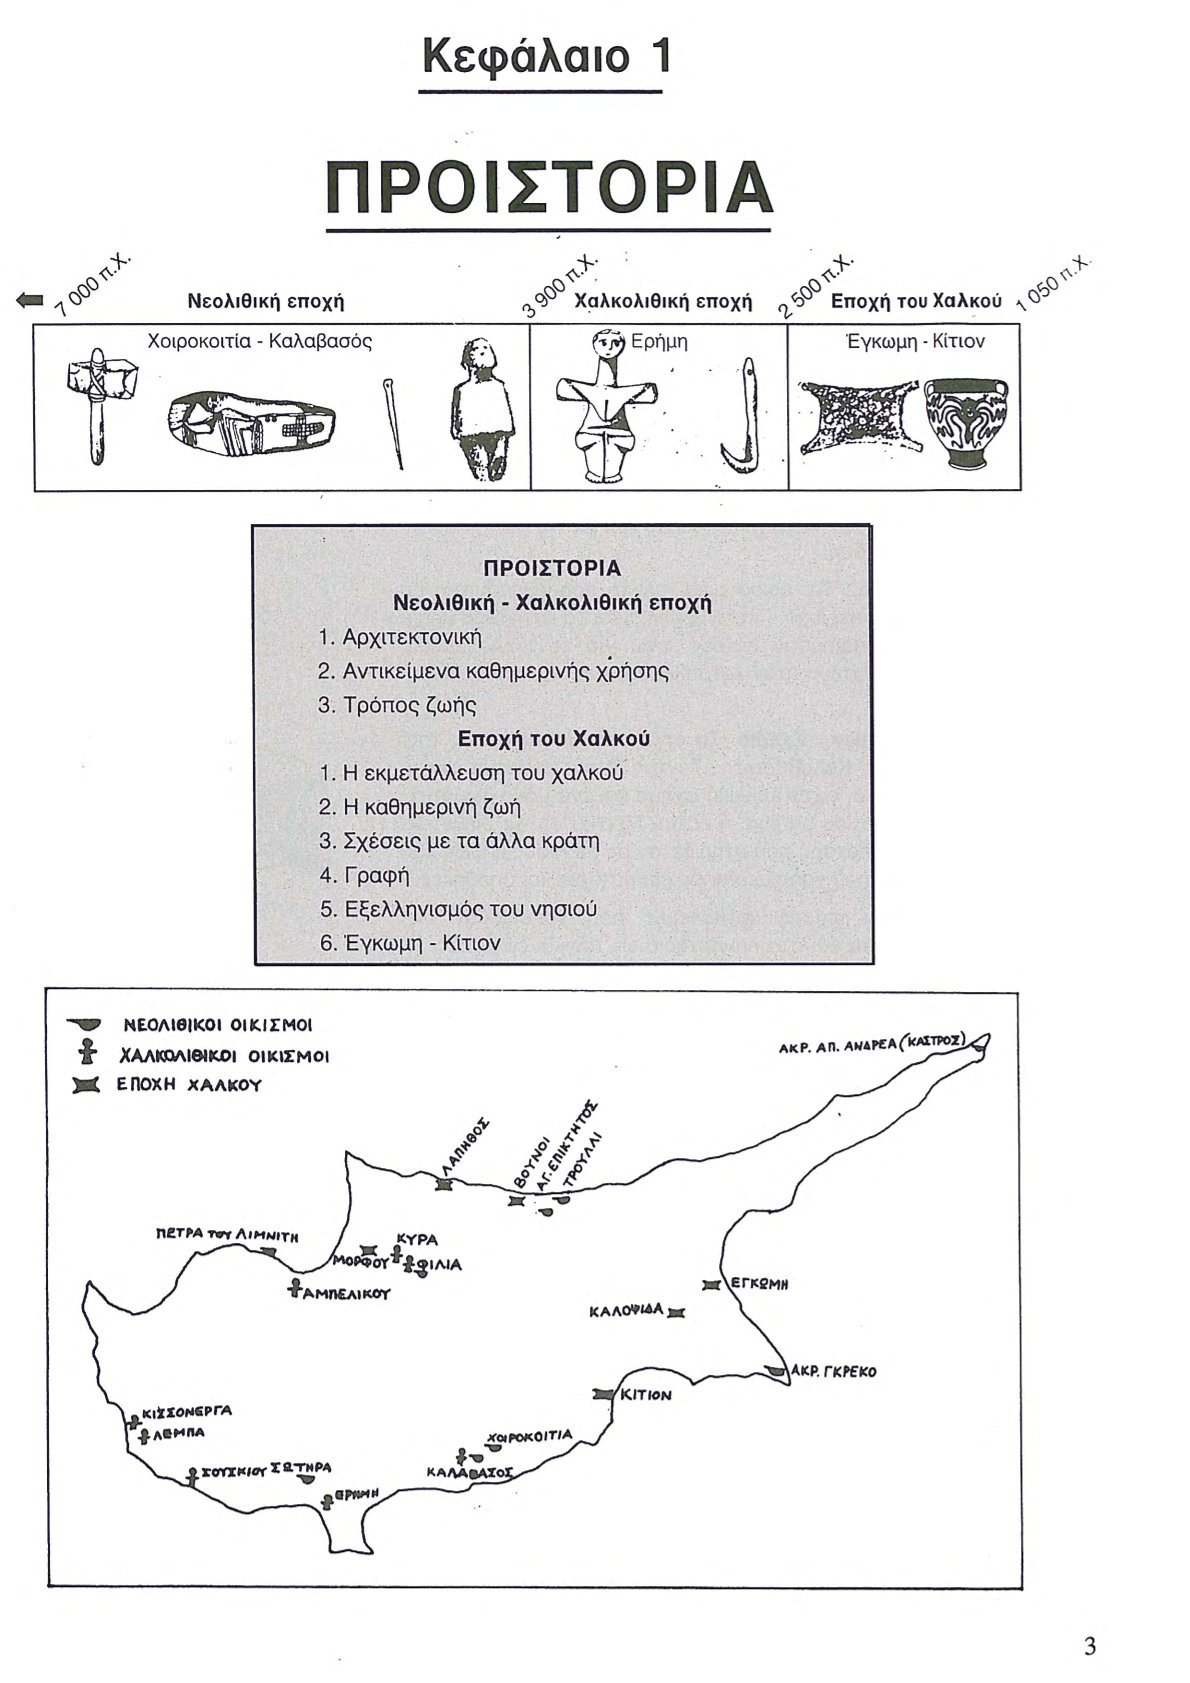 Κεφάλαιο 1
ΠΡΟΙΣΤΟΡΙΑ
7 000 π.Χ.
Νεολιθική εποχή
3 900 π.Χ.
Χαλκολιθική εποχή
2 500 π.Χ.
Εποχή του Χαλκού
1 050 π.Χ.
Χοιροκοιτία - Καλαβασός
Ερήμη
Έγκωμη - Κίτιον
ΠΡΟΙΣΤΟΡΙΑ
Νεολιθική - Χαλκολιθική εποχή
1. Αρχιτεκτονική
2. Αντικείμενα καθημερινής χρήσης
3. Τρόπος ζωής
Εποχή του Χαλκού
1. Η εκμετάλλευση του χαλκού
2. Η καθημερινή ζωή
3. Σχέσεις με τα άλλα κράτη
4. Γραφή
5. Εξελληνισμός του νησιού
6. Έγκωμη - Κίτιον
ΝΕΟΛΙΘΙΚΟΙ ΟΙΚΙΣΜΟΙ
ΧΑΛΚΟΛΙΘΙΚΟΙ ΟΙΚΙΣΜΟΙ
ΕΠΟΧΗ ΧΑΛΚΟΥ
ΑΚΡ. ΑΠ. ΑΝΔΡΕΑ (ΚΑΣΤΡΟΣ)
ΛΑΠΗΘΟΣ
ΒΟΥΝΟΙ
ΑΓ. ΕΠΙΚΤΗΤΟΣ
ΤΡΟΥΛΛΙ
ΠΕΤΡΑ ΤΟΥ ΛΙΜΝΙΤΗ
ΚΥΡΑ
ΜΟΡΦΟΥ
ΦΙΛΙΑ
ΑΜΠΕΛΙΚΟΥ
ΕΓΚΩΜΗ
ΚΑΛΟΨΙΔΑ
ΑΚΡ. ΓΚΡΕΚΟ
ΚΙΤΙΟΝ
ΚΙΣΣΟΝΕΡΓΑ
ΛΕΜΠΑ
ΧΟΙΡΟΚΟΙΤΙΑ
ΣΟΥΣΚΙΟΥ
ΣΩΤΗΡΑ
ΚΑΛΑΒΑΣΟΣ
ΕΡΗΜΗ
3